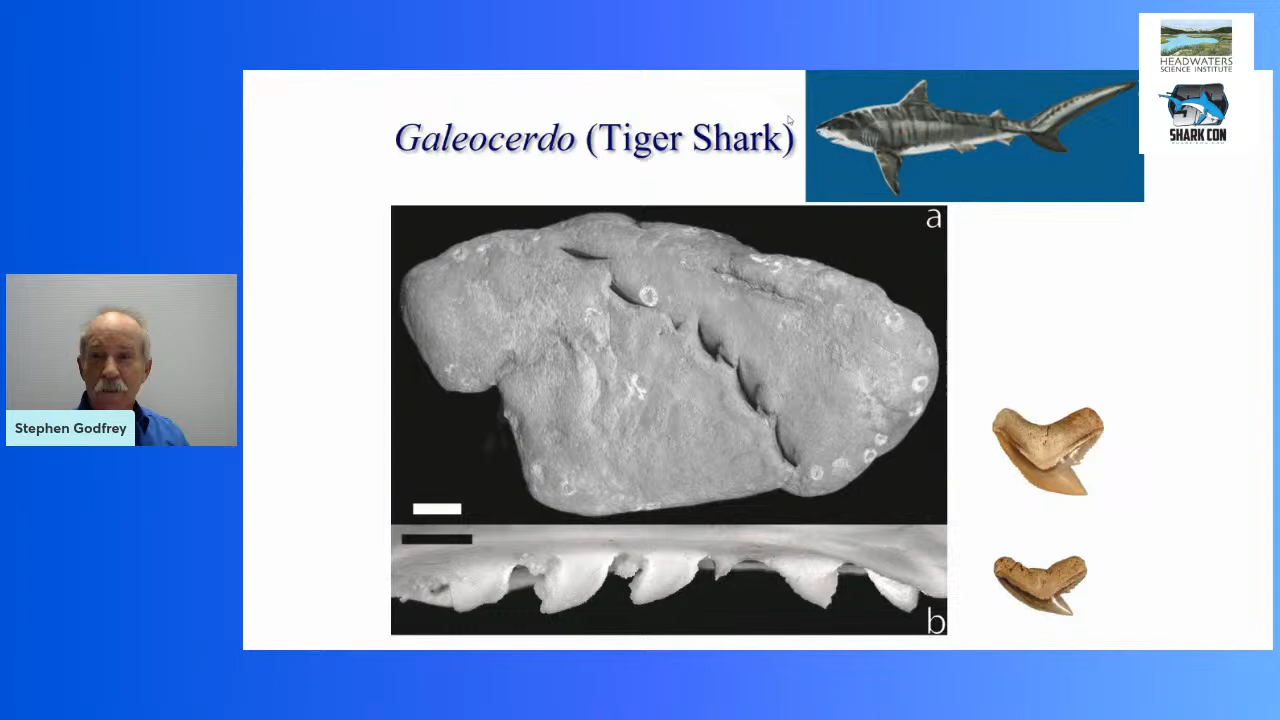 HEADWATERS
SCIENCE INSTITUTE
SHARK CON
Galeocerdo (Tiger Shark)
a
Stephen Godfrey
b